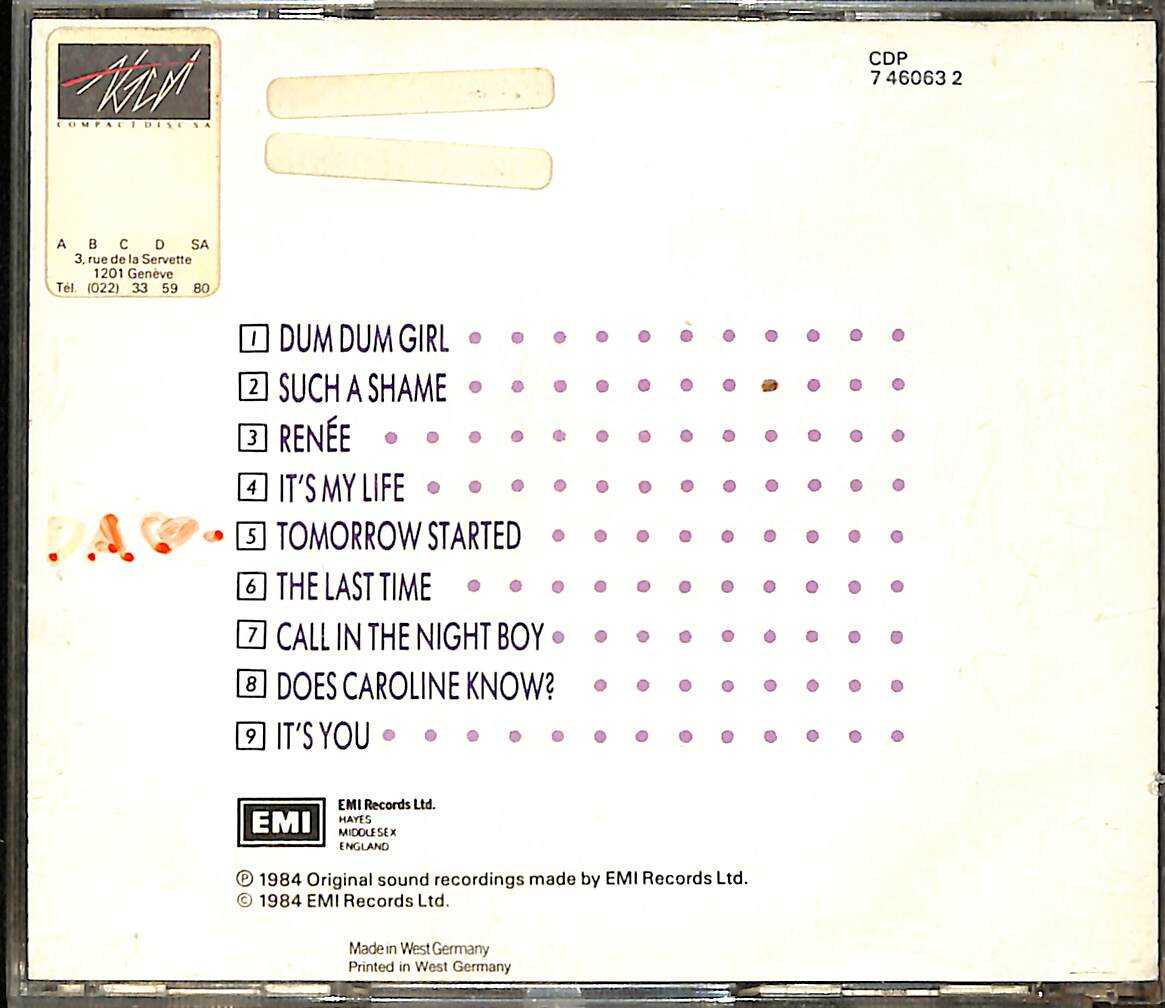 COMPACT DISC SA
A B C D SA
3, rue de la Servette
1201 Genève
Tél. (022) 33 59 80
CDP
7 46063 2
1 DUM DUM GIRL
2 SUCH A SHAME
3 RENÉE
4 IT'S MY LIFE
5 TOMORROW STARTED
6 THE LAST TIME
7 CALL IN THE NIGHT BOY
8 DOES CAROLINE KNOW?
9 IT'S YOU
EMI
EMI Records Ltd.
HAYES
MIDDLESEX
ENGLAND
℗ 1984 Original sound recordings made by EMI Records Ltd.
© 1984 EMI Records Ltd.
Made in West Germany
Printed in West Germany